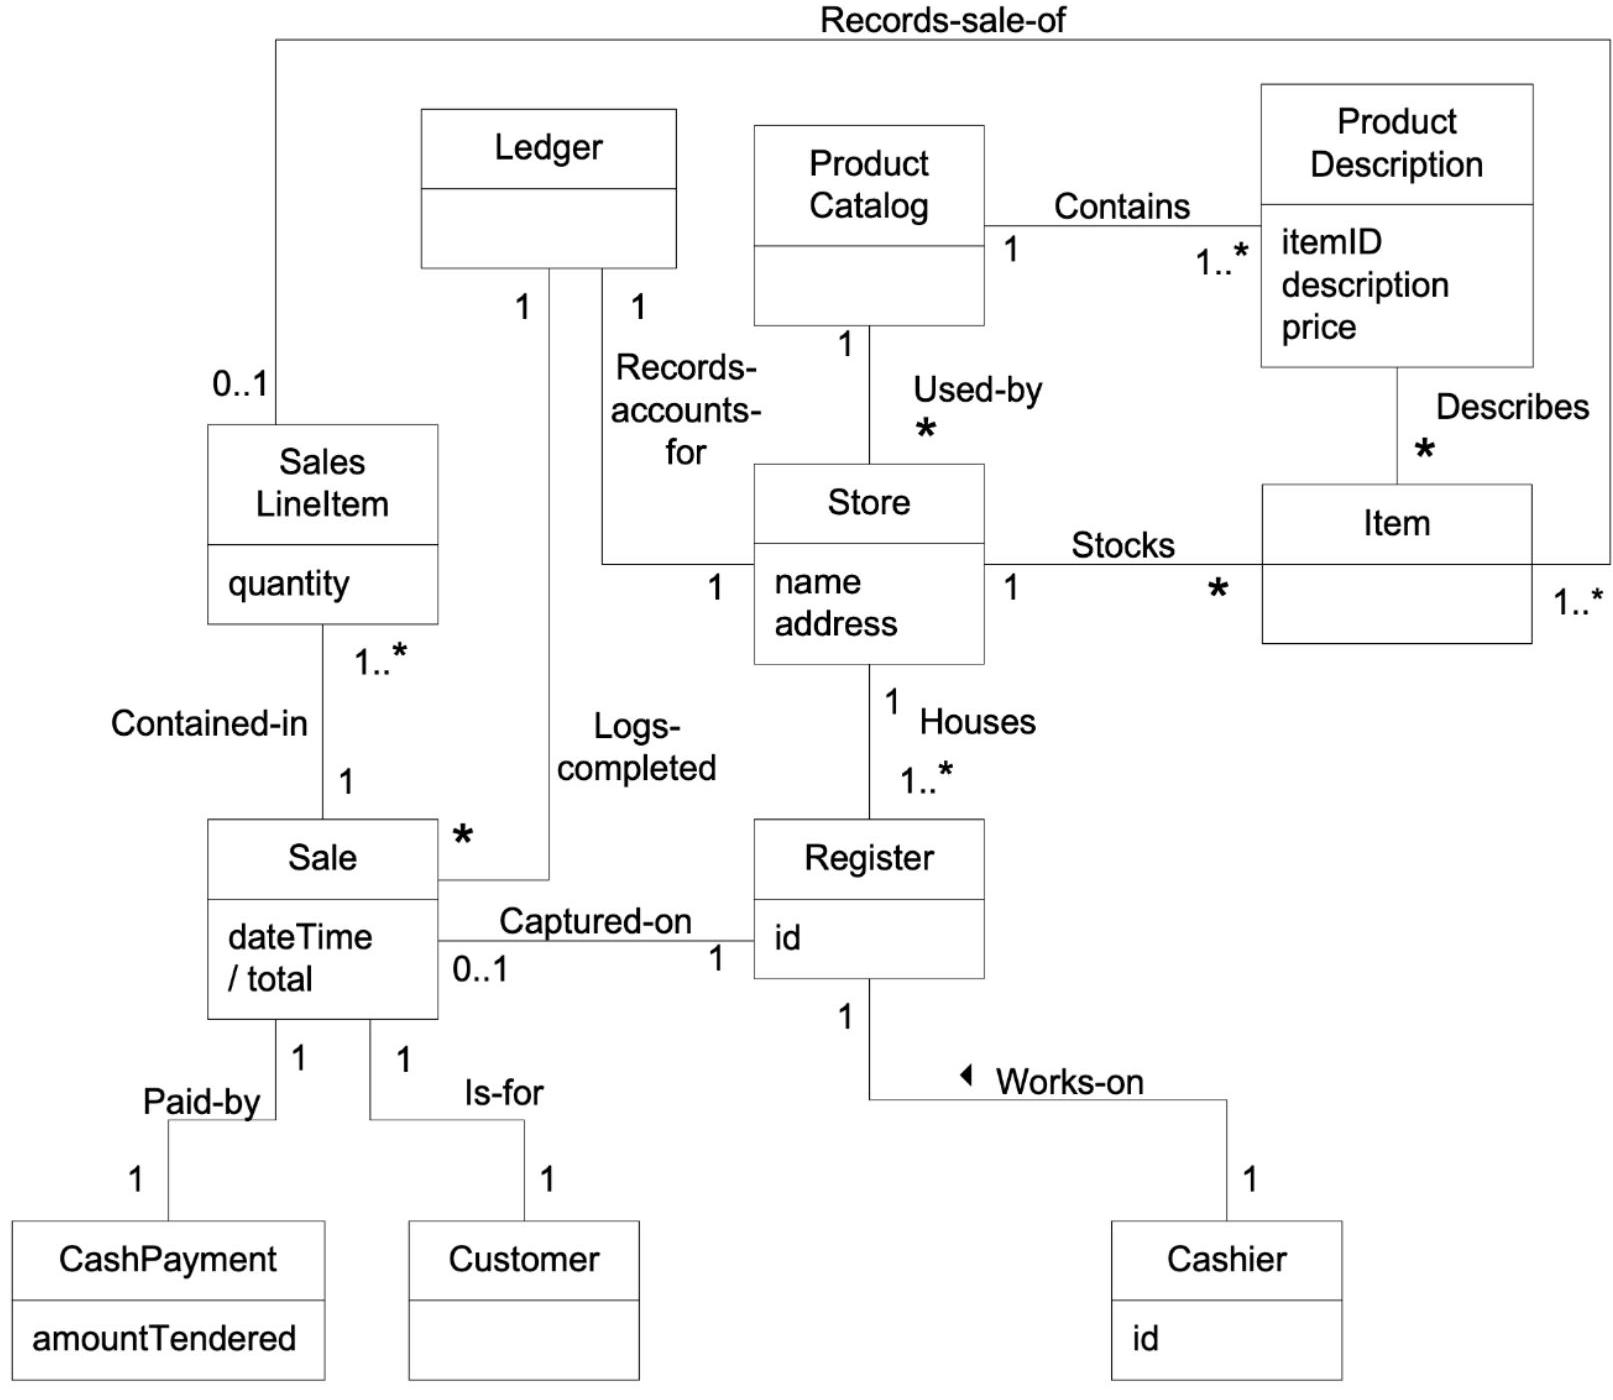 Records-sale-of
Ledger
Product
Catalog
Product
Description
Contains
1
1..*
itemID
description
price
1
1
1
Records-
accounts-
for
Used-by
*
Describes
*
0..1
Sales
LineItem
quantity
Store
name
address
Stocks
1
1
*
Item
1..*
1..*
Contained-in
1
Logs-
completed
*
1
Houses
1..*
Sale
dateTime
/ total
Captured-on
0..1
1
Register
id
1
1
Paid-by
Is-for
1
◀ Works-on
1
1
1
CashPayment
amountTendered
Customer
Cashier
id